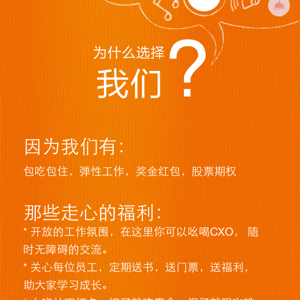 为什么选择
我们？
因为我们有：
包吃包住，弹性工作，奖金红包，股票期权
那些走心的福利：
* 开放的工作氛围，在这里你可以吆喝CXO， 随
时无障碍的交流。
* 关心每位员工，定期送书，送门票，送福利，
助大家学习成长。